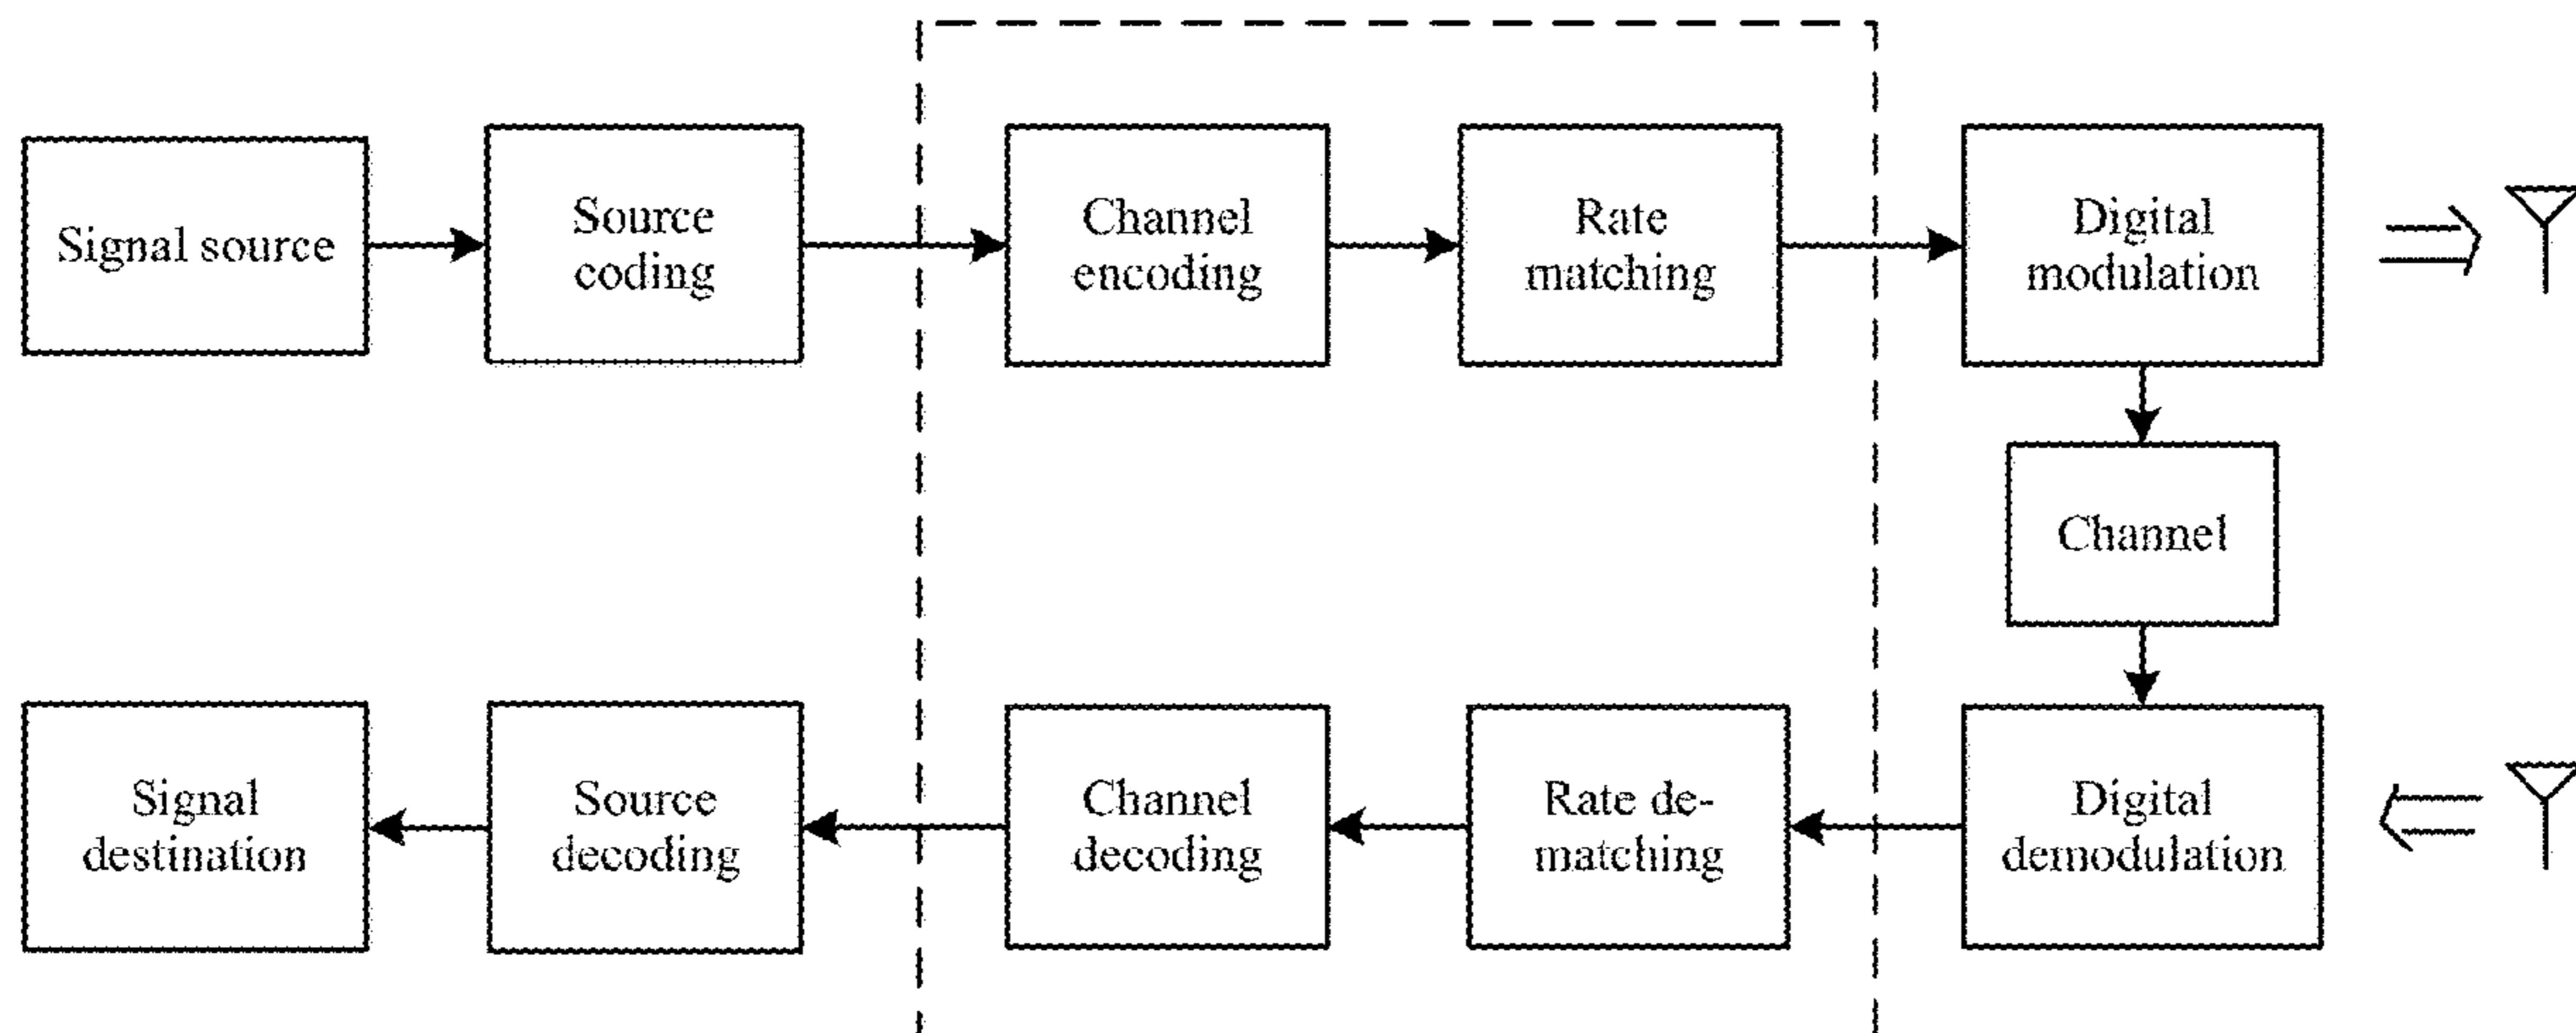 Signal source
Source
coding
Channel
encoding
Rate
matching
Digital
modulation
Channel
Signal
destination
Source
decoding
Channel
decoding
Rate de-
matching
Digital
demodulation